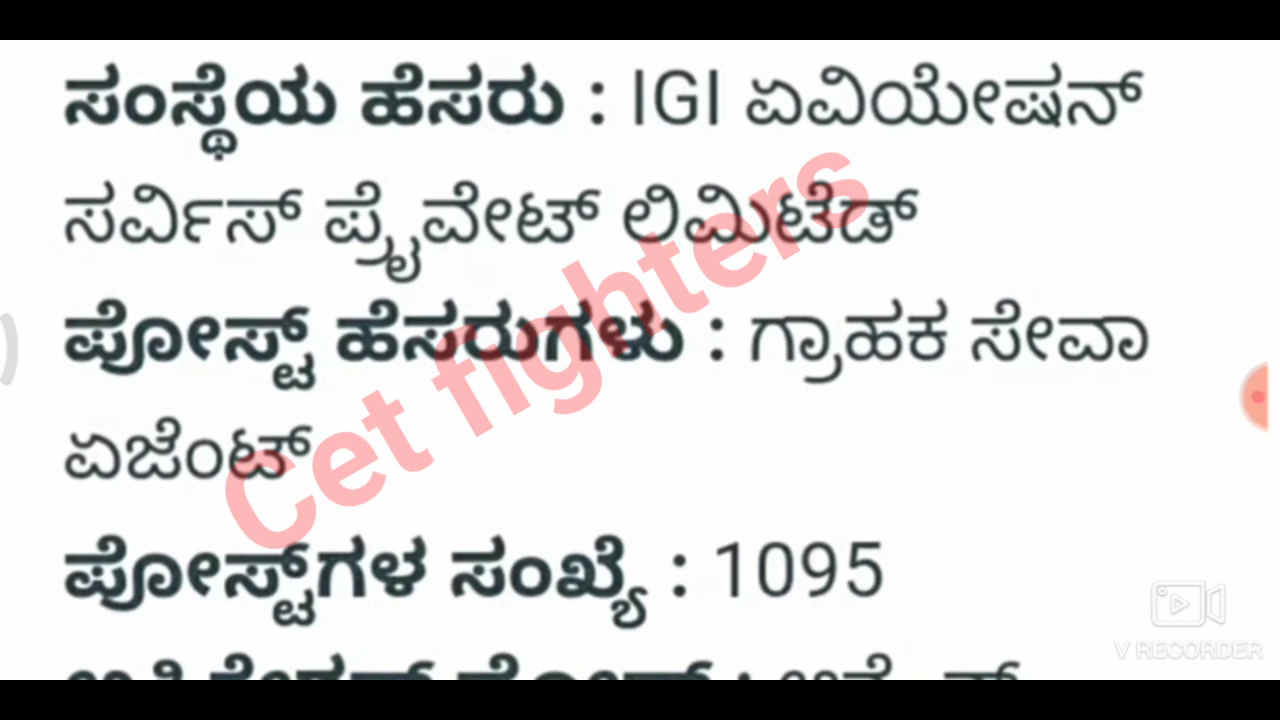 ಸಂಸ್ಥೆಯ ಹೆಸರು : IGI ಏವಿಯೇಷನ್
ಸರ್ವಿಸ್ ಪ್ರೈವೇಟ್ ಲಿಮಿಟೆಡ್
ಪೋಸ್ಟ್ ಹೆಸರುಗಳು : ಗ್ರಾಹಕ ಸೇವಾ
ಏಜೆಂಟ್
Cet fighters
ಪೋಸ್ಟ್‌ಗಳ ಸಂಖ್ಯೆ : 1095
V RECORDER